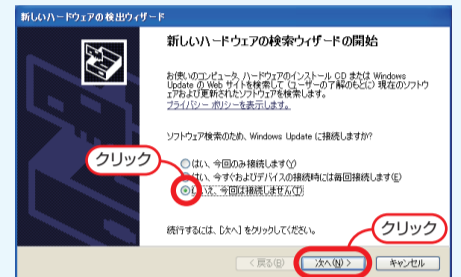 新しいハードウェアの検出ウィザード
新しいハードウェアの検索ウィザードの開始
お使いのコンピュータ、ハードウェアのインストール CD または Windows
Update の Web サイトを検索して (ユーザーの了解のもとに) 現在のソフトウ
ェアおよび更新されたソフトウェアを検索します。
プライバシー ポリシーを表示します。
ソフトウェア検索のため、Windows Update に接続しますか?
クリック
はい、今回のみ接続します(Y)
はい、今すぐおよびデバイスの接続時には毎回接続します(E)
いいえ、今回は接続しません(T)
続行するには、[次へ] をクリックしてください。
クリック
< 戻る(B)
次へ(N) >
キャンセル